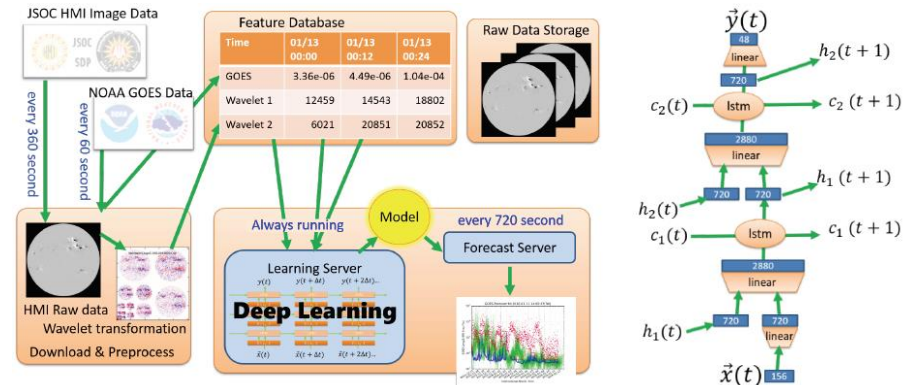 JSOC HMI Image Data
JSOC
SDP
every 360 second
NOAA GOES Data
every 60 second
Feature Database
Time 01/13 00:00 01/13 00:12 01/13 00:24
GOES 3.36e-06 4.49e-06 1.04e-04
Wavelet 1 12459 14543 18802
Wavelet 2 6021 20851 20852
Raw Data Storage
HMI Raw data
Wavelet transformation
Download & Preprocess
Always running
Model
every 720 second
Forecast Server
Learning Server
y(t) y(t + Δt) y(t + 2Δt)...
Deep Learning
x⃗(t) x⃗(t + Δt) x⃗(t + 2Δt)...
y⃗(t)
48
linear
h₂(t + 1)
720
c₂(t)
lstm
c₂(t + 1)
2880
linear
720
720
h₁(t + 1)
h₂(t)
c₁(t)
lstm
c₁(t + 1)
2880
linear
720
720
h₁(t)
linear
x⃗(t)
156